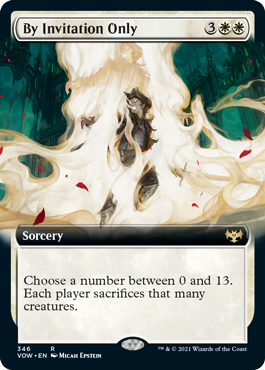 By Invitation Only 3
Sorcery
Choose a number between 0 and 13.
Each player sacrifices that many
creatures.
346 R
VOW • EN Micah Epstein
™ & © 2021 Wizards of the Coast